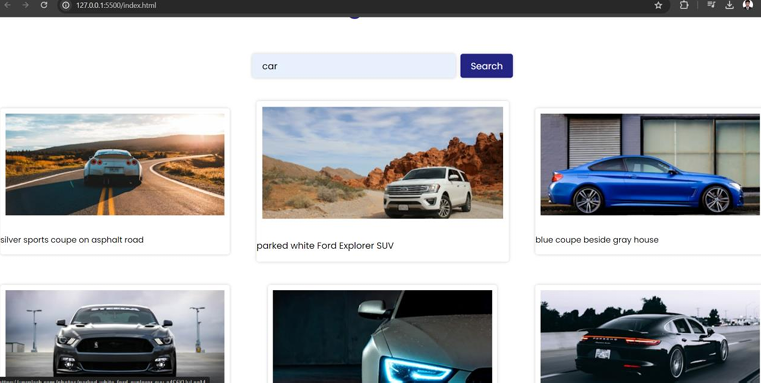 127.0.0.1:5500/index.html
car
Search
silver sports coupe on asphalt road
parked white Ford Explorer SUV
blue coupe beside gray house